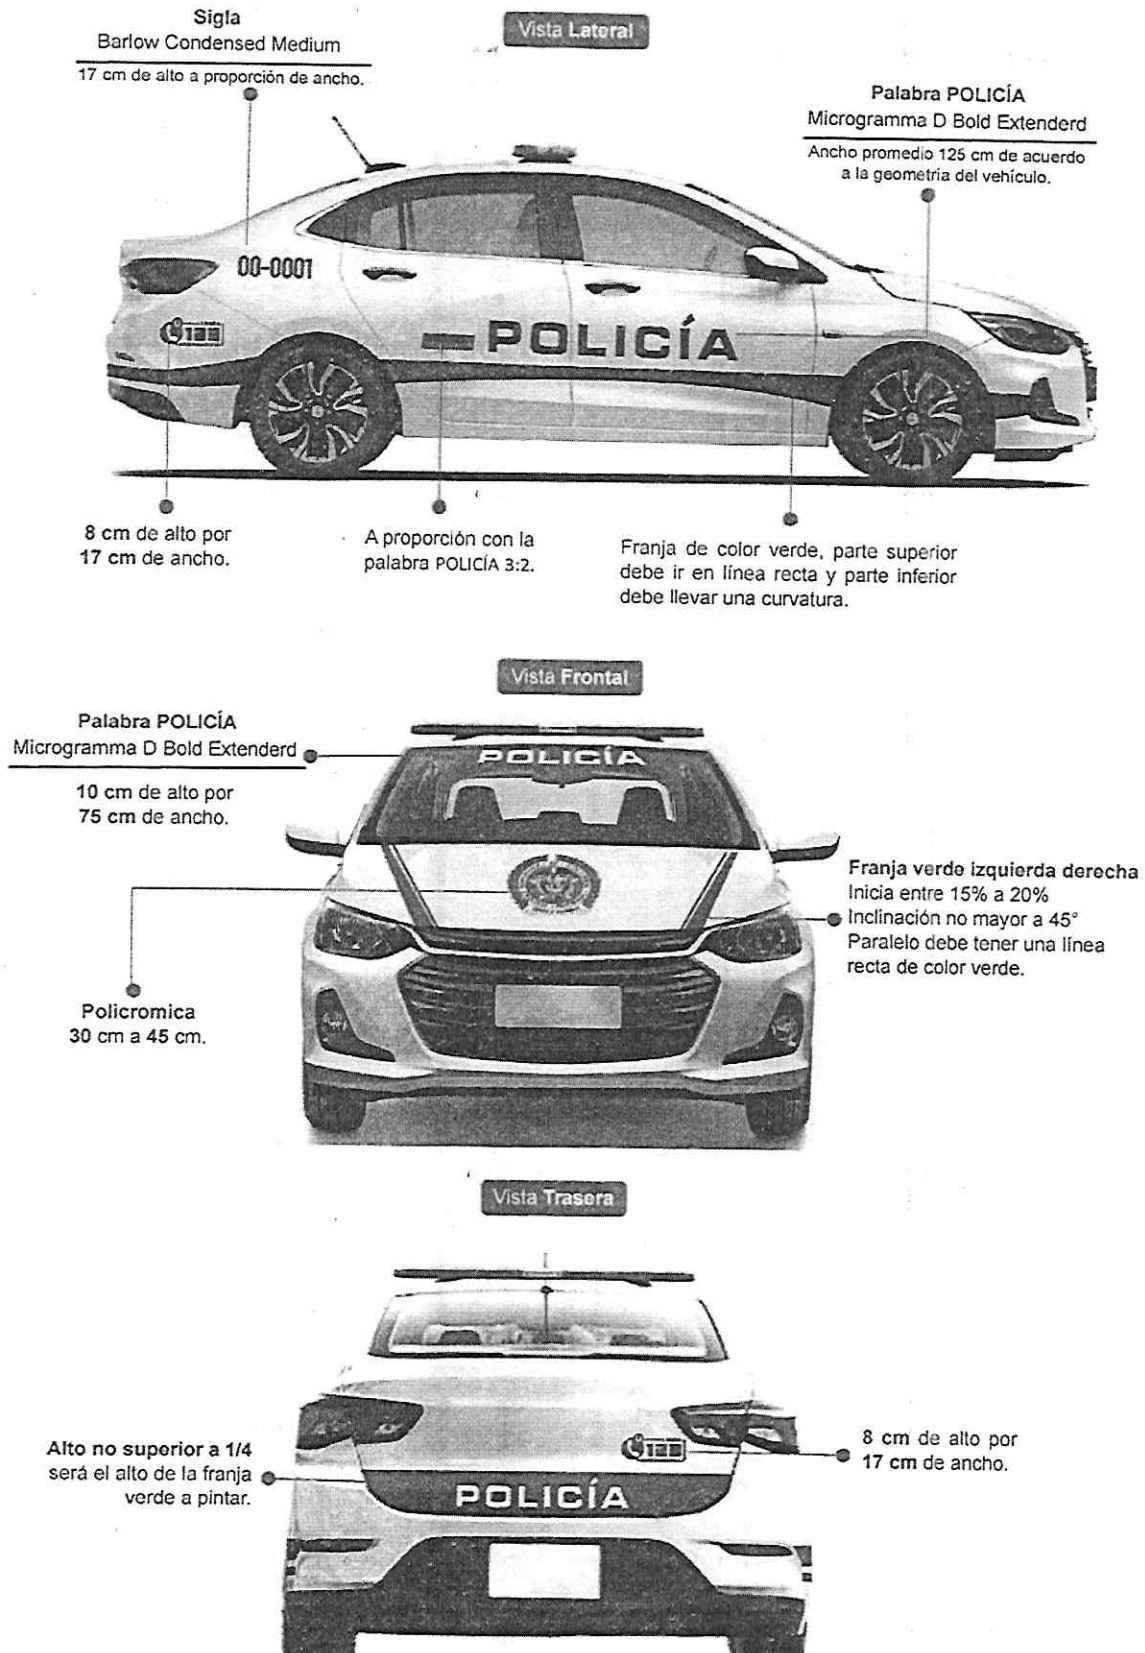 Sigla
Barlow Condensed Medium
17 cm de alto a proporción de ancho.
Vista Lateral
Palabra POLICÍA
Microgramma D Bold Extenderd
Ancho promedio 125 cm de acuerdo
a la geometria del vehículo.
00-0001
123
POLICÍA
8 cm de alto por
17 cm de ancho.
A proporción con la
palabra POLICÍA 3:2.
Franja de color verde, parte superior
debe ir en línea recta y parte inferior
debe llevar una curvatura.
Vista Frontal
Palabra POLICÍA
Microgramma D Bold Extenderd
10 cm de alto por
75 cm de ancho.
POLICÍA
Franja verde izquierda derecha
Inicia entre 15% a 20%
Inclinación no mayor a 45°
Paralelo debe tener una línea
recta de color verde.
Policromica
30 cm a 45 cm.
Vista Trasera
Alto no superior a 1/4
será el alto de la franja
verde a pintar.
123
POLICÍA
8 cm de alto por
17 cm de ancho.